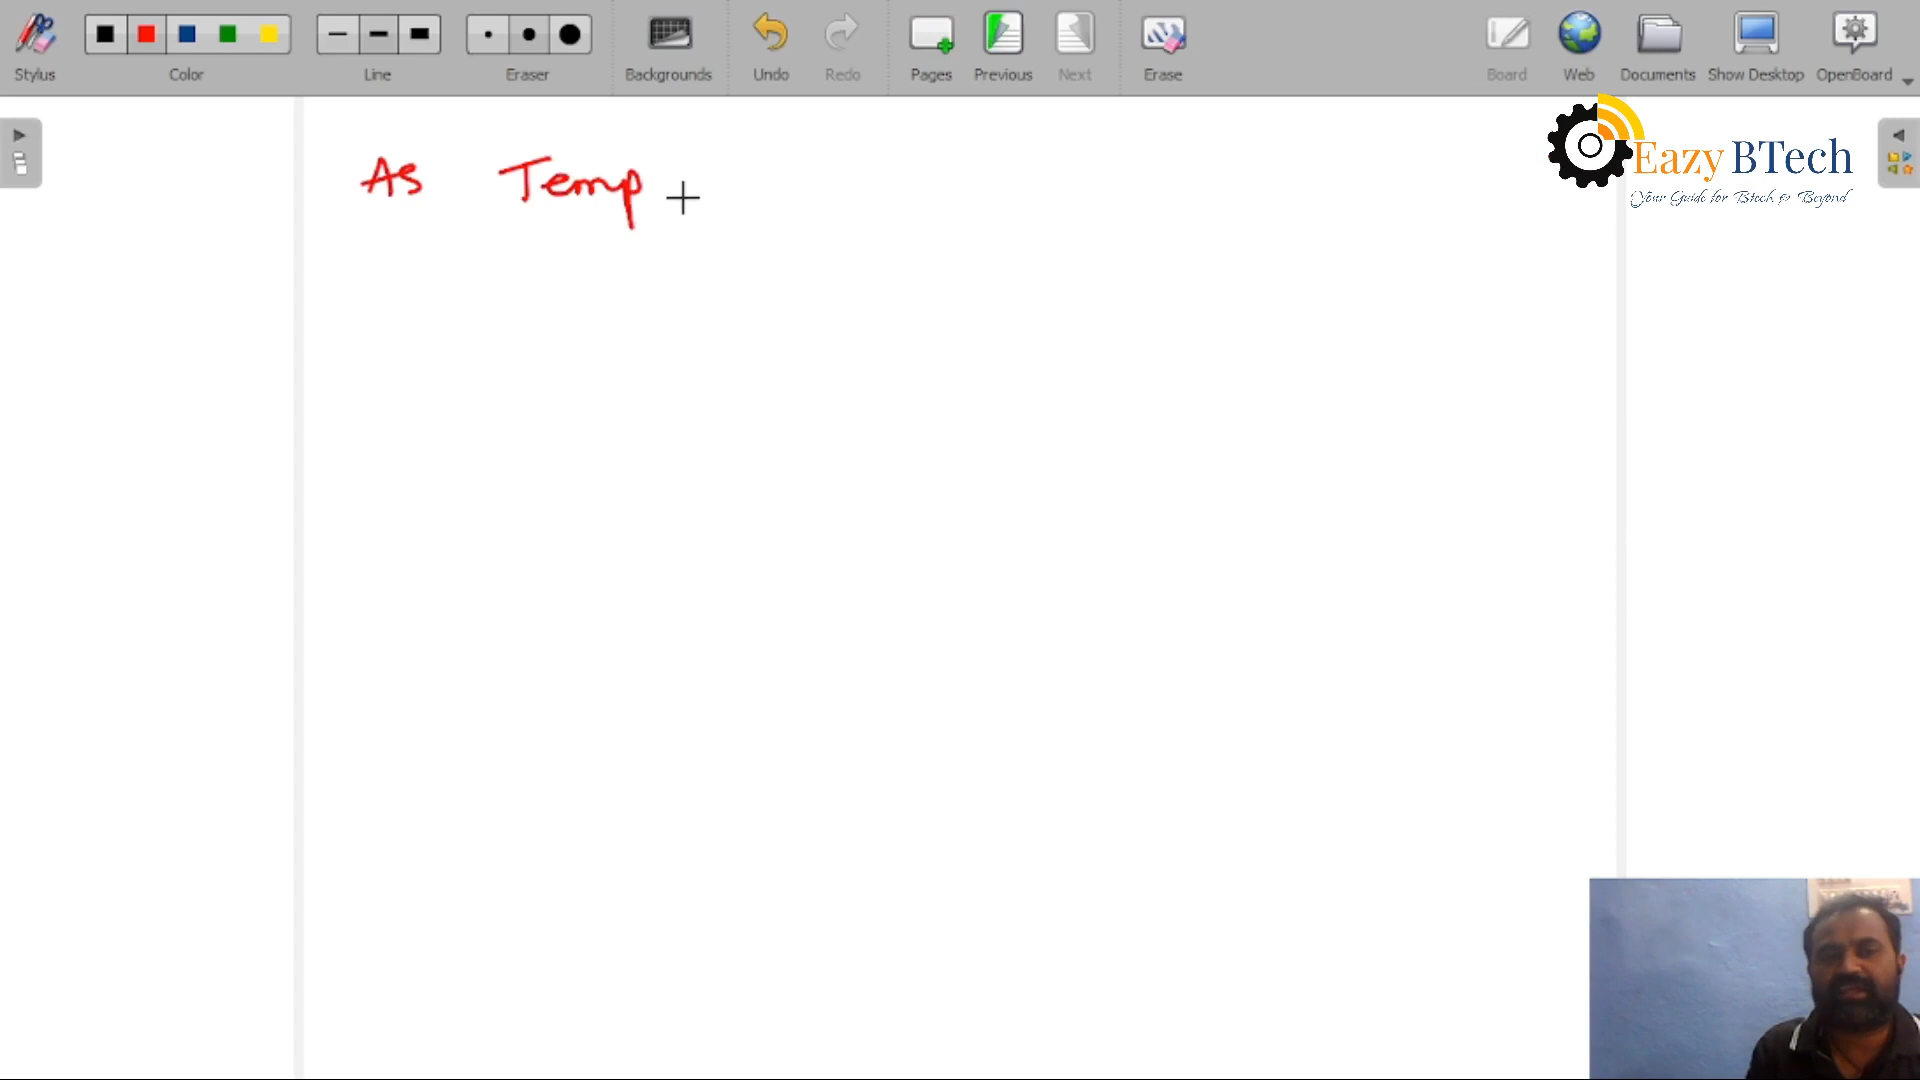 Stylus Color Line Eraser Backgrounds Undo Redo Pages Previous Next Erase Board Web Documents Show Desktop OpenBoard
Eazy BTech
Your Guide for Btech & Beyond
As Temp